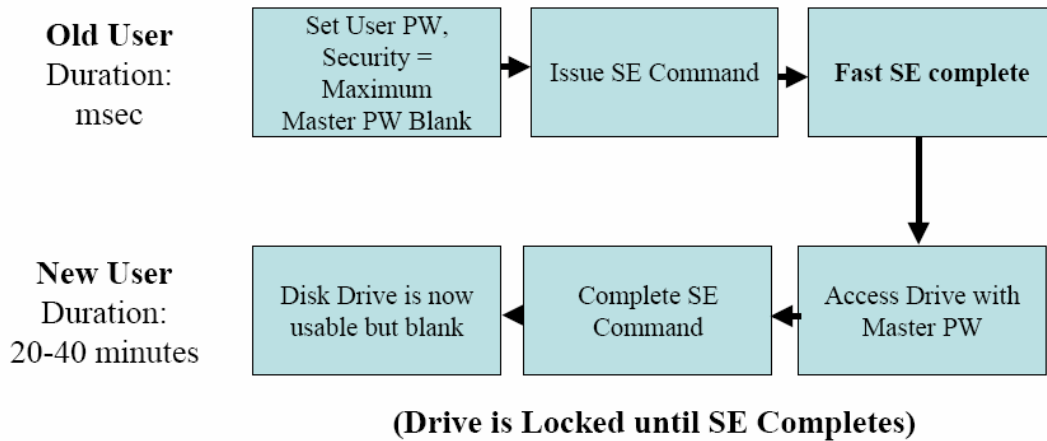 Old User
Duration:
msec
Set User PW,
Security =
Maximum
Master PW Blank
Issue SE Command
Fast SE complete
New User
Duration:
20-40 minutes
Disk Drive is now
usable but blank
Complete SE
Command
Access Drive with
Master PW
(Drive is Locked until SE Completes)